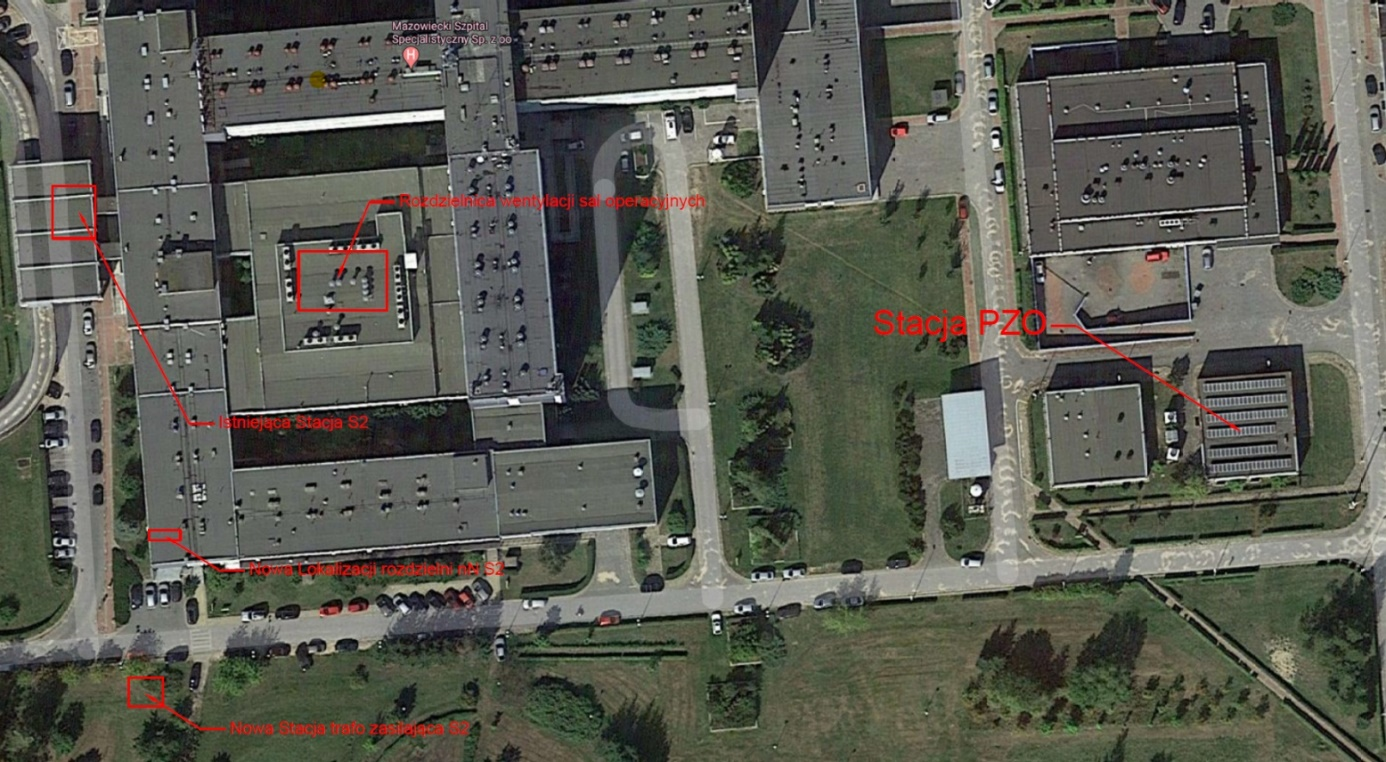 Mazowiecki Szpital
Specjalistyczny Sp. z oo
H
Rozdzielnica wentylacji sal operacyjnych
Stacja PZO
Istniejąca Stacja S2
Nowa Lokalizacji rozdzielni nN S2
Nowa Stacja trafo zasilająca S2